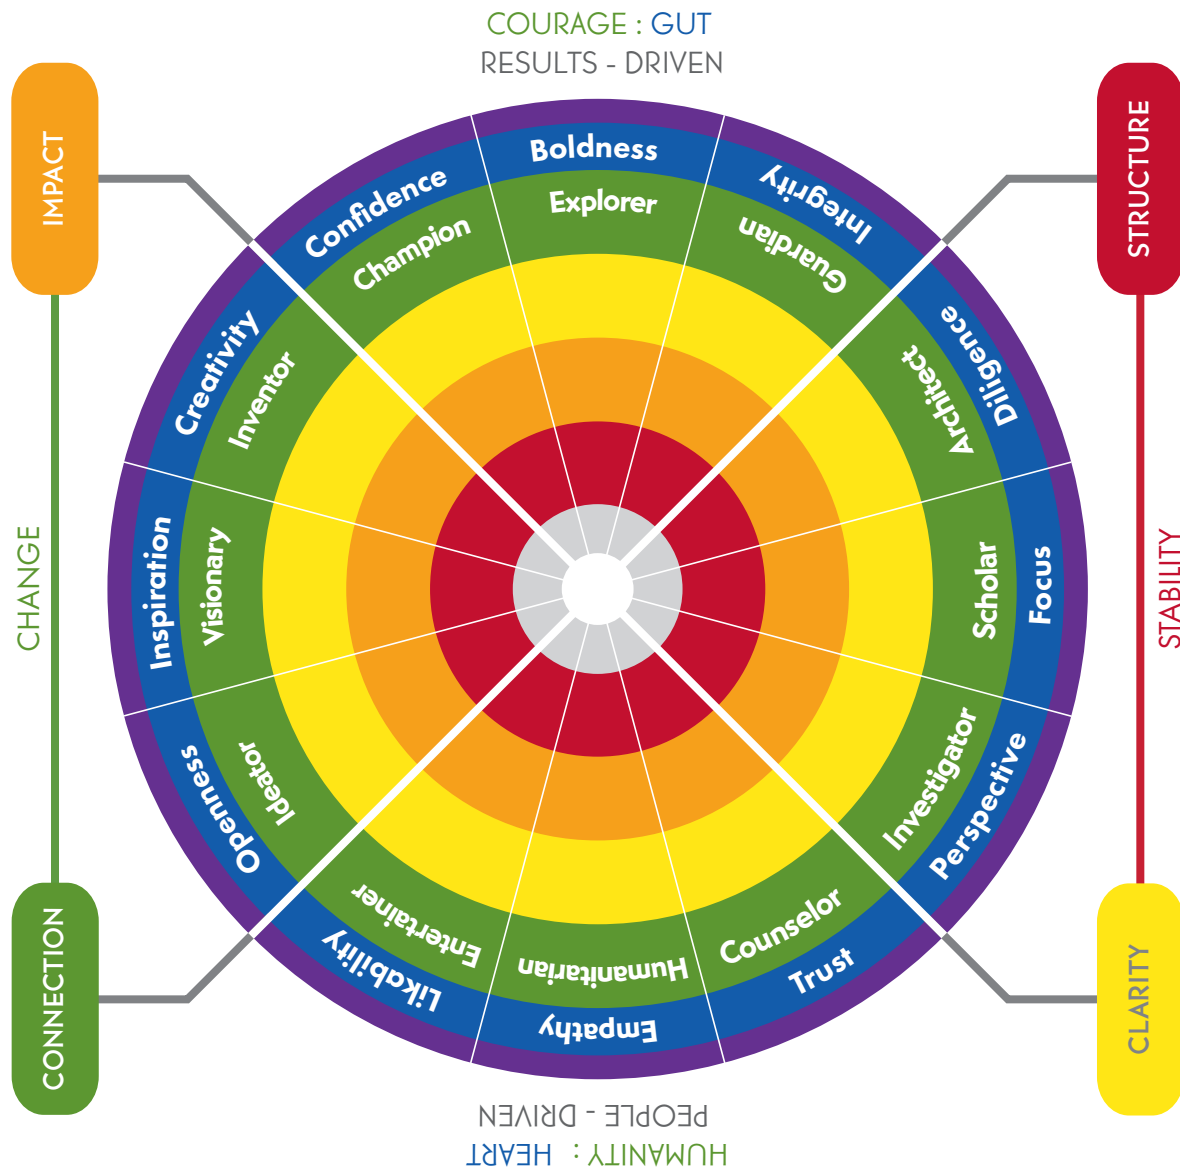 COURAGE : GUT
RESULTS - DRIVEN
IMPACT
STRUCTURE
Boldness
Explorer
Integrity
Guardian
Diligence
Architect
Focus
Scholar
Perspective
Investigator
Trust
Counselor
Empathy
Humanitarian
Likability
Entertainer
Openness
Ideator
Inspiration
Visionary
Creativity
Inventor
Confidence
Champion
CHANGE
STABILITY
CONNECTION
CLARITY
PEOPLE - DRIVEN
HUMANITY : HEART